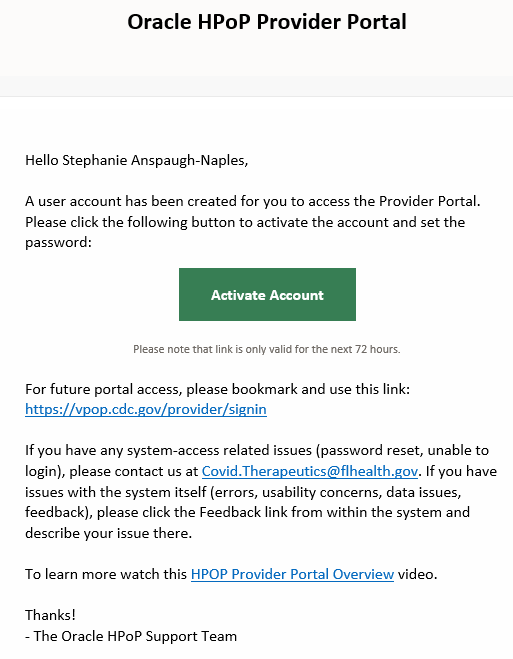 Oracle HPoP Provider Portal
Hello Stephanie Anspaugh-Naples,
A user account has been created for you to access the Provider Portal.
Please click the following button to activate the account and set the
password:
Activate Account
Please note that link is only valid for the next 72 hours.
For future portal access, please bookmark and use this link:
https://vpop.cdc.gov/provider/signin
If you have any system-access related issues (password reset, unable to
login), please contact us at Covid.Therapeutics@flhealth.gov. If you have
issues with the system itself (errors, usability concerns, data issues,
feedback), please click the Feedback link from within the system and
describe your issue there.
To learn more watch this HPOP Provider Portal Overview video.
Thanks!
- The Oracle HPoP Support Team